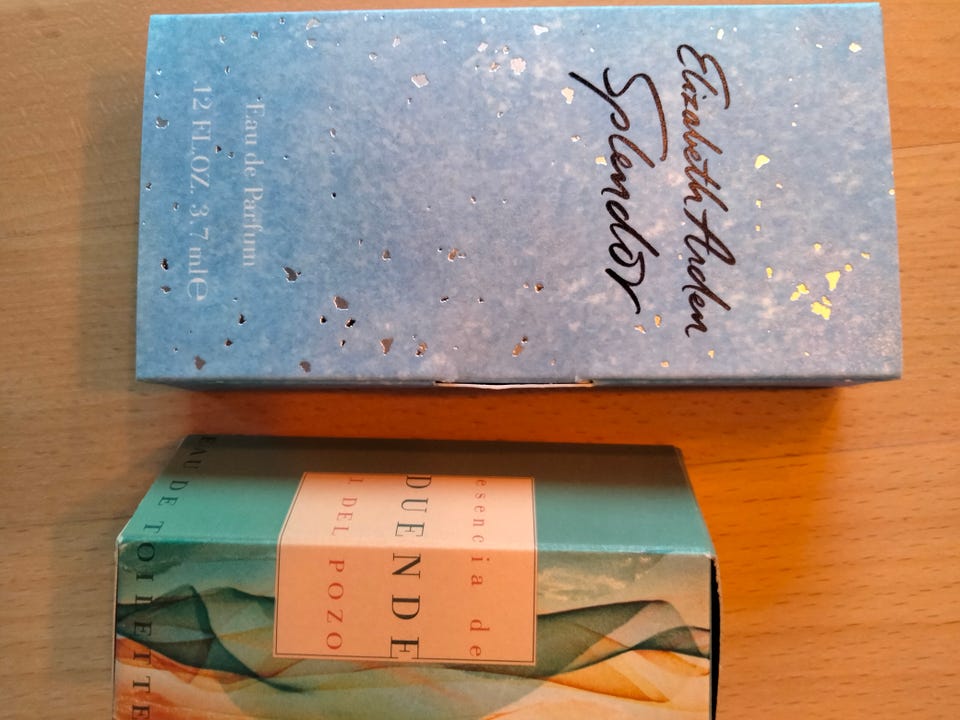 Elizabeth Arden
Splendor
Eau de Parfum
.12 FL.OZ. 3,7 ml e
esencia de
DUENDE
J DEL POZO
EAU DE TOILETTE